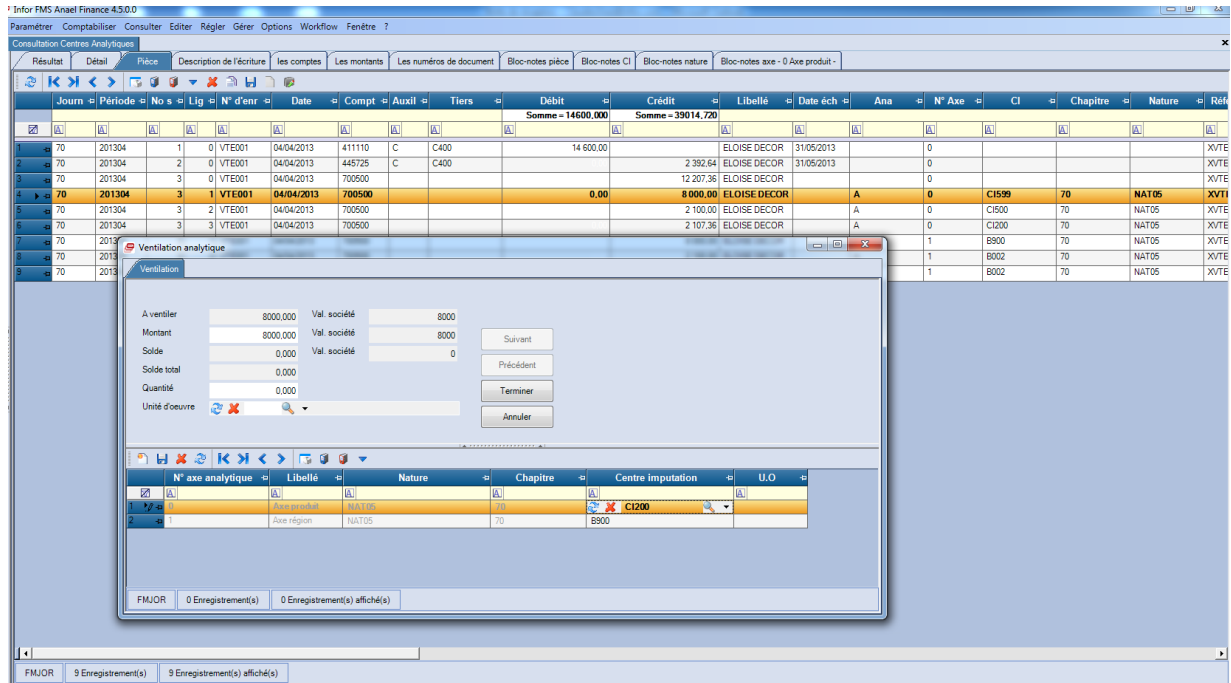 Infor FMS Anael Finance 4.5.0.0
Paramétrer Comptabiliser Consulter Editer Régler Gérer Options Workflow Fenêtre ?
Consultation Centres Analytiques
Résultat Détail Pièce Description de l'écriture les comptes Les montants Les numéros de document Bloc-notes pièce Bloc-notes CI Bloc-notes nature Bloc-notes axe - 0 Axe produit -
Journ Période No s Lig N° d'enr Date Compt Auxil Tiers Débit Crédit Libellé Date éch Ana N° Axe CI Chapitre Nature Réfé
Somme = 14600,000 Somme = 39014,720
1 70 201304 1 0 VTE001 04/04/2013 411110 C C400 14 600,00 ELOISE DECOR 31/05/2013 0 XVTE
2 70 201304 2 0 VTE001 04/04/2013 445725 C C400 2 392,64 ELOISE DECOR 31/05/2013 0 XVTE
3 70 201304 3 0 VTE001 04/04/2013 700500 12 207,36 ELOISE DECOR 0 XVTE
4 70 201304 3 1 VTE001 04/04/2013 700500 0,00 8 000,00 ELOISE DECOR A 0 CI599 70 NAT05 XVTE
5 70 201304 3 2 VTE001 04/04/2013 700500 2 100,00 ELOISE DECOR A 0 CI500 70 NAT05 XVTE
6 70 201304 3 3 VTE001 04/04/2013 700500 2 107,36 ELOISE DECOR A 0 CI200 70 NAT05 XVTE
7 70 2013 1 B900 70 NAT05 XVTE
8 70 2013 1 B002 70 NAT05 XVTE
9 70 2013 1 B002 70 NAT05 XVTE
Ventilation analytique
Ventilation
A ventiler 8000,000 Val. société 8000
Montant 8000,000 Val. société 8000
Solde 0,000 Val. société 0
Solde total 0,000
Quantité 0,000
Unité d'oeuvre
Suivant
Précédent
Terminer
Annuler
N° axe analytique Libellé Nature Chapitre Centre imputation U.O
1 0 Axe produit NAT05 70 CI200
2 1 Axe région NAT05 70 B900
FMJOR 0 Enregistrement(s) 0 Enregistrement(s) affiché(s)
FMJOR 9 Enregistrement(s) 9 Enregistrement(s) affiché(s)